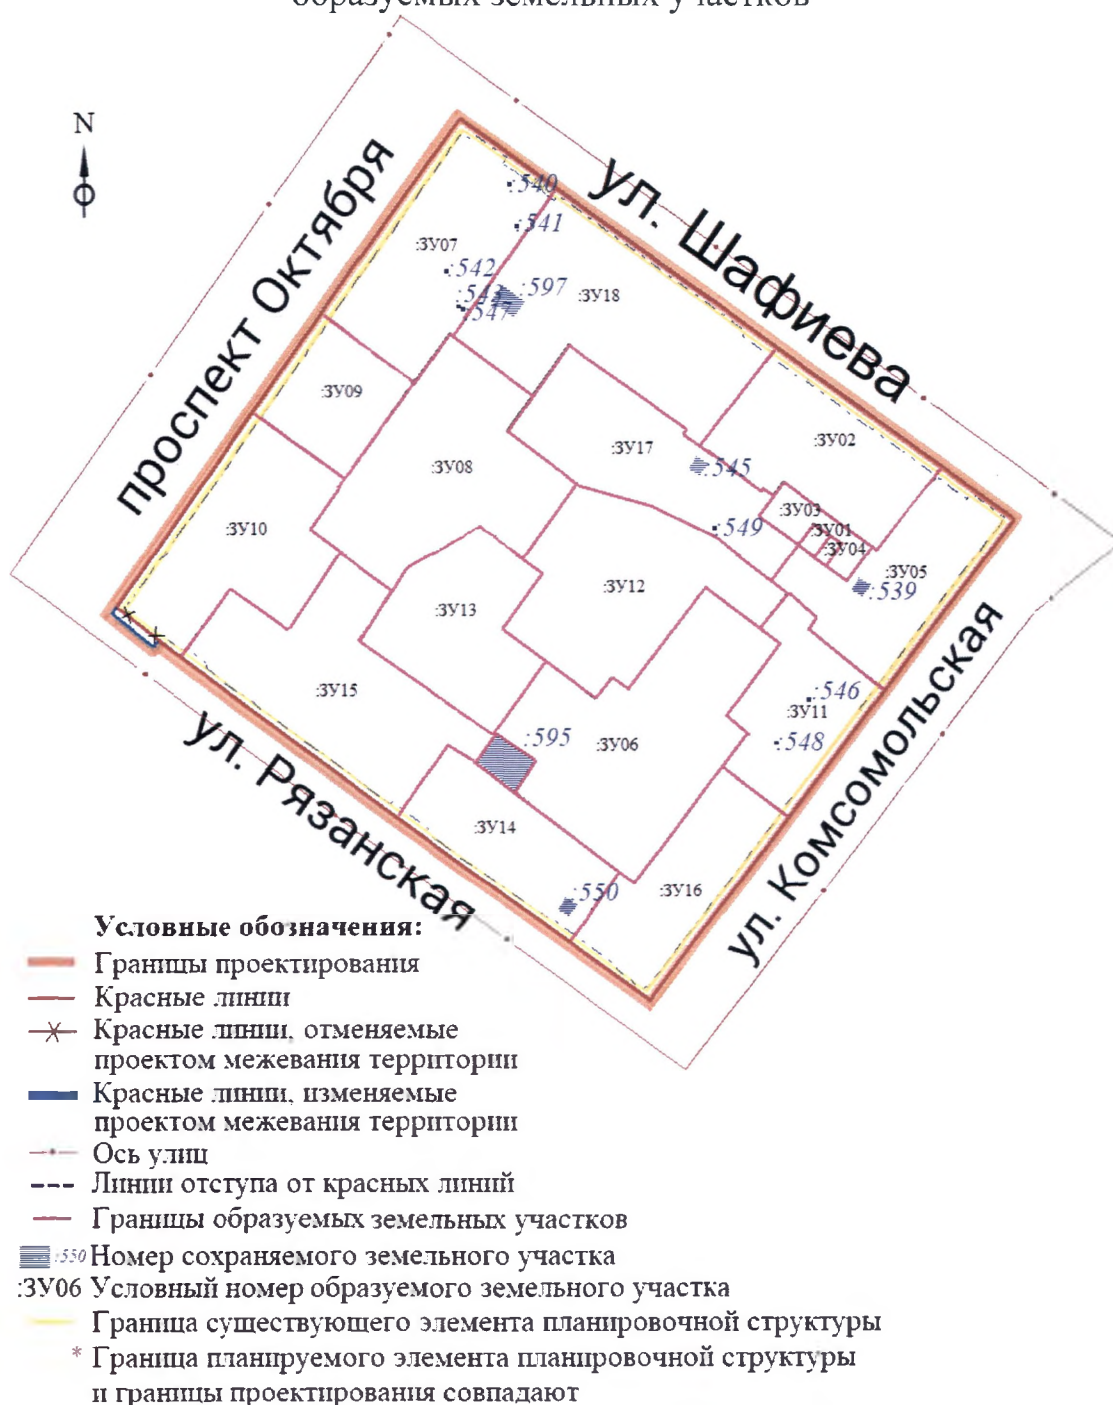 образуемых земельных участков
N
проспект Октября
ул. Шафиева
:540
:541
:ЗУ07
:542
:597
:ЗУ18
:547
:ЗУ09
:ЗУ02
:ЗУ17
:545
:ЗУ08
:ЗУ03
:ЗУ10
:549
:ЗУ01
:ЗУ04
:ЗУ05
:ЗУ12
:539
:ЗУ13
:ЗУ15
:546
:ЗУ11
ул. Рязанская
:595
:ЗУ06
:548
ул. Комсомольская
:ЗУ14
:550
:ЗУ16
Условные обозначения:
Границы проектирования
Красные линии
Красные линии, отменяемые
проектом межевания территории
Красные линии, изменяемые
проектом межевания территории
Ось улиц
Линии отступа от красных линий
Границы образуемых земельных участков
:550 Номер сохраняемого земельного участка
:ЗУ06 Условный номер образуемого земельного участка
Граница существующего элемента планировочной структуры
* Граница планируемого элемента планировочной структуры
и границы проектирования совпадают